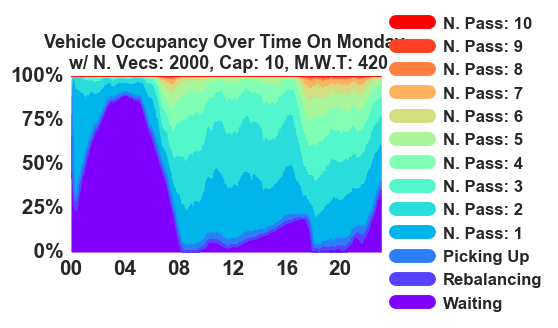 Vehicle Occupancy Over Time On Monday
w/ N. Vecs: 2000, Cap: 10, M.W.T: 420
100%
75%
50%
25%
0%
00 04 08 12 16 20
N. Pass: 10
N. Pass: 9
N. Pass: 8
N. Pass: 7
N. Pass: 6
N. Pass: 5
N. Pass: 4
N. Pass: 3
N. Pass: 2
N. Pass: 1
Picking Up
Rebalancing
Waiting